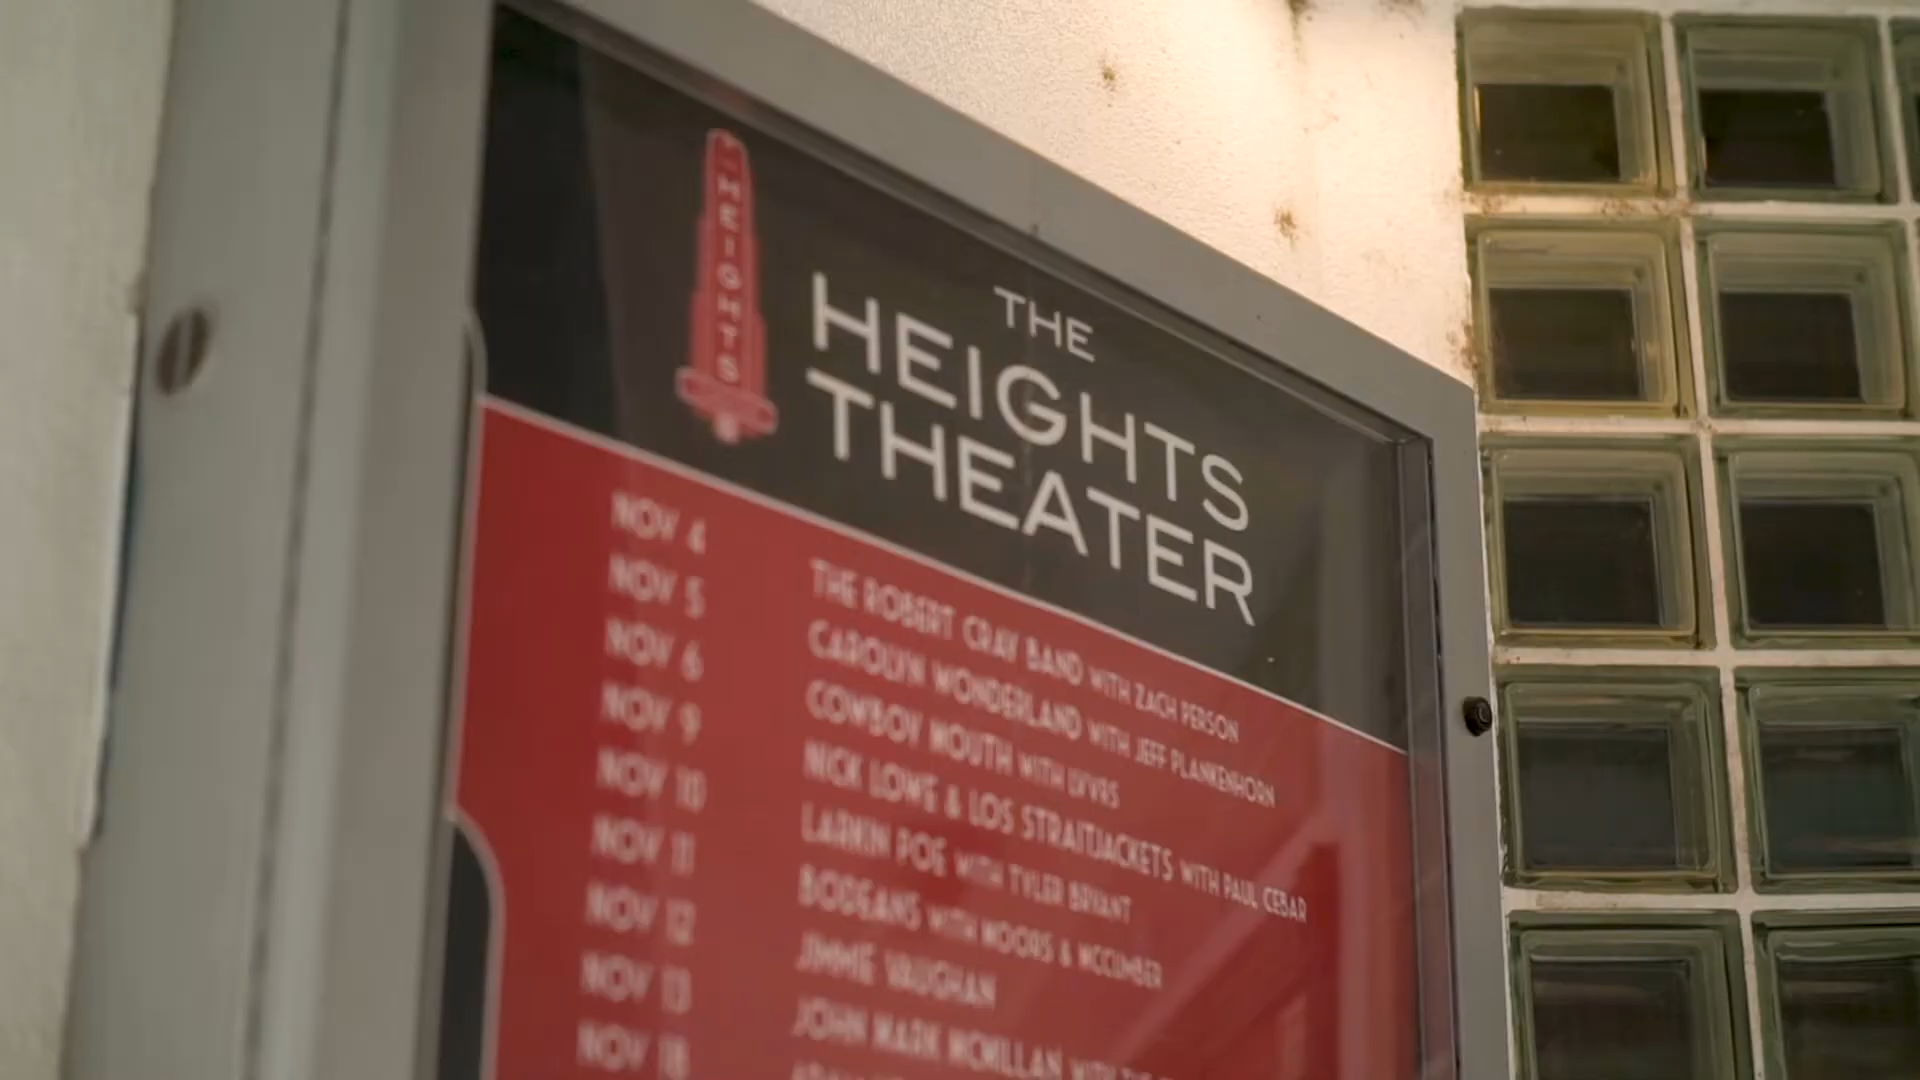 HEIGHTS
THE
HEIGHTS
THEATER
NOV 4 THE ROBERT CRAY BAND WITH ZACH PERSON
NOV 5 CAROLYN WONDERLAND WITH JEFF PLANKENHORN
NOV 6 COWBOY MOUTH WITH LVVRS
NOV 9 NICK LOWE & LOS STRAITJACKETS WITH PAUL CEBAR
NOV 10 LARKIN POE WITH TYLER BRYANT
NOV 11 BODEANS WITH MOORS & MCCUMBER
NOV 12 JIMMIE VAUGHAN
NOV 13 JOHN MARK MCMILLAN WITH THE
NOV 18